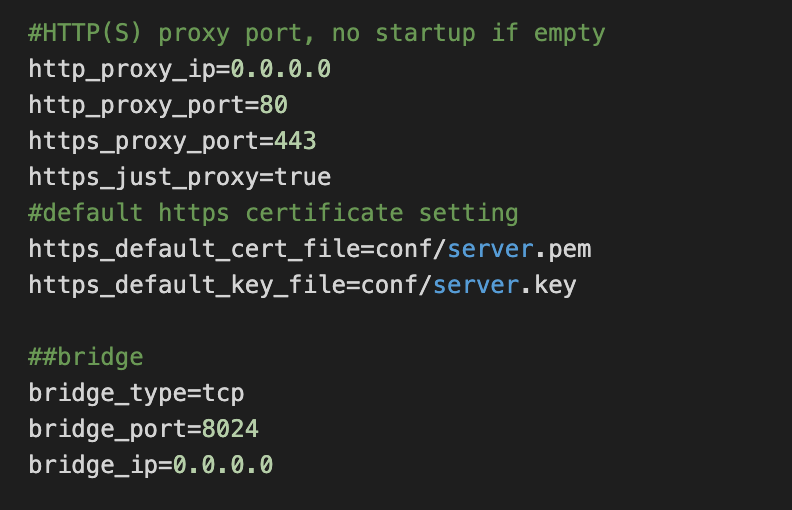 #HTTP(S) proxy port, no startup if empty
http_proxy_ip=0.0.0.0
http_proxy_port=80
https_proxy_port=443
https_just_proxy=true
#default https certificate setting
https_default_cert_file=conf/server.pem
https_default_key_file=conf/server.key
##bridge
bridge_type=tcp
bridge_port=8024
bridge_ip=0.0.0.0